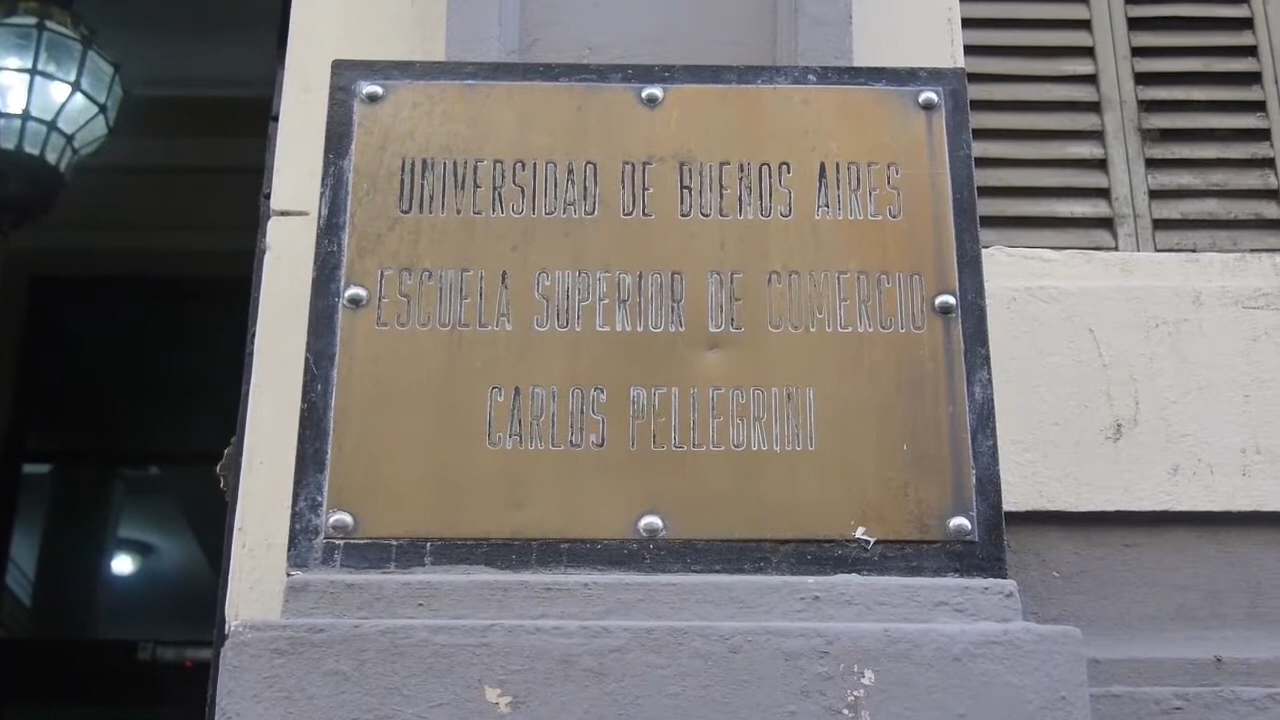 UNIVERSIDAD DE BUENOS AIRES
ESCUELA SUPERIOR DE COMERCIO
CARLOS PELLEGRINI